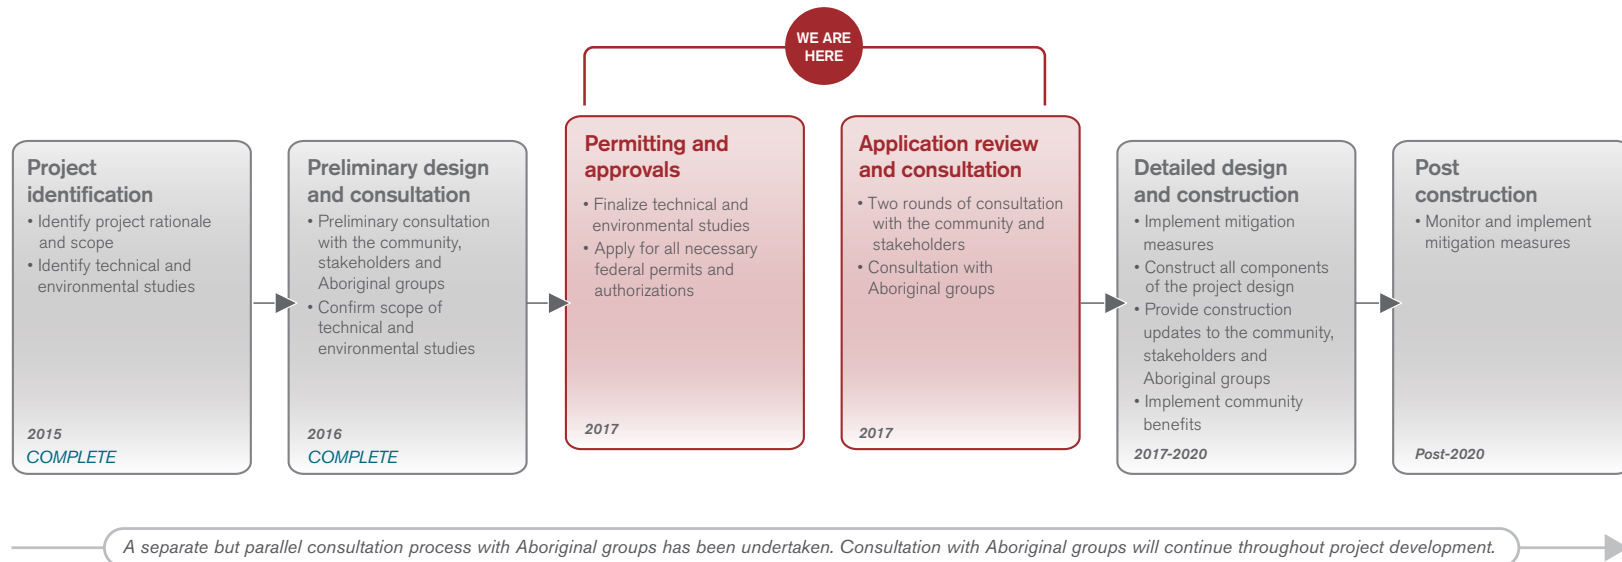 WE ARE
HERE
Project
identification
• Identify project rationale
and scope
• Identify technical and
environmental studies
2015
COMPLETE
Preliminary design
and consultation
• Preliminary consultation
with the community,
stakeholders and
Aboriginal groups
• Confirm scope of
technical and
environmental studies
2016
COMPLETE
Permitting and
approvals
• Finalize technical and
environmental studies
• Apply for all necessary
federal permits and
authorizations
2017
Application review
and consultation
• Two rounds of consultation
with the community and
stakeholders
• Consultation with
Aboriginal groups
2017
Detailed design
and construction
• Implement mitigation
measures
• Construct all components
of the project design
• Provide construction
updates to the community,
stakeholders and
Aboriginal groups
• Implement community
benefits
2017-2020
Post
construction
• Monitor and implement
mitigation measures
Post-2020
A separate but parallel consultation process with Aboriginal groups has been undertaken. Consultation with Aboriginal groups will continue throughout project development.